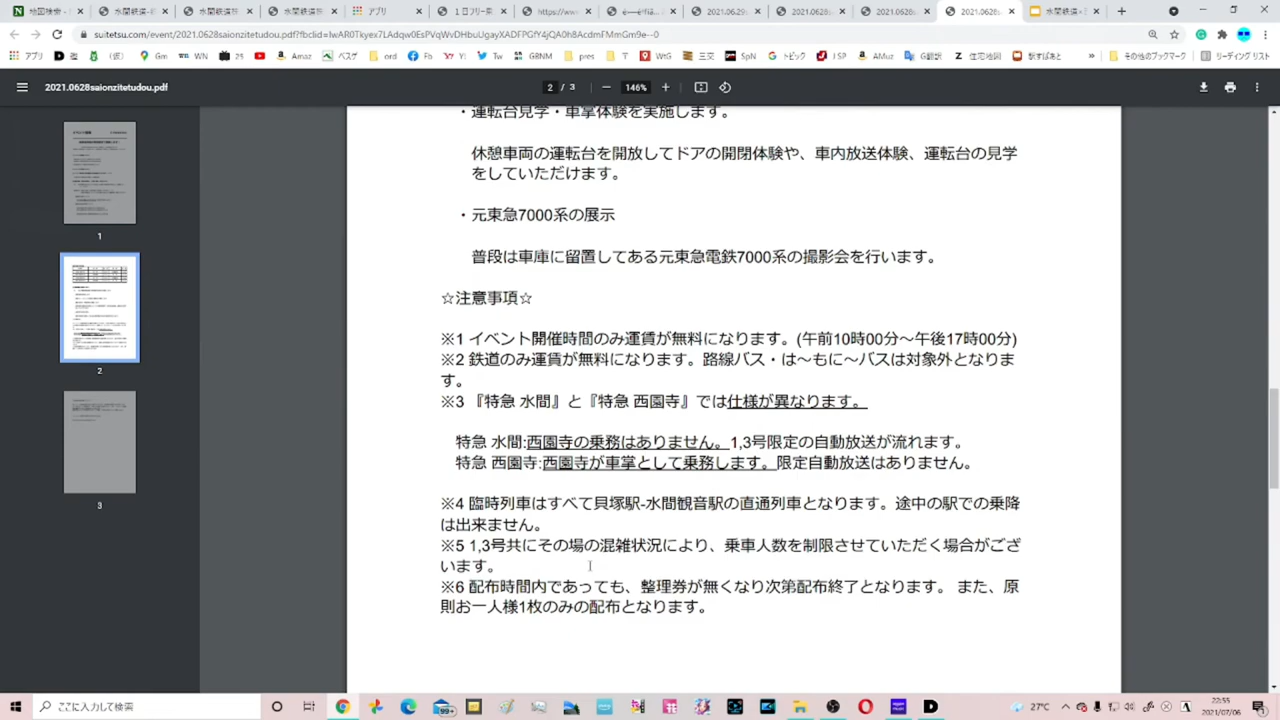 suitetsu.com/event/2021.0628saionzitetudou.pdf?fbclid=IwAR0Tkyex7LAdqw0EsPVqWvDHbuUgayXADFPGfY4jQA0h8AcdmFMmGm9e--0
2021.0628saionzitetudou.pdf
2 / 3
146%
・運転台見学・車掌体験を実施します。
休憩車両の運転台を開放してドアの開閉体験や、車内放送体験、運転台の見学
をしていただけます。
・元東急7000系の展示
普段は車庫に留置してある元東急電鉄7000系の撮影会を行います。
☆注意事項☆
※1 イベント開催時間のみ運賃が無料になります。(午前10時00分～午後17時00分)
※2 鉄道のみ運賃が無料になります。路線バス・は～もに～バスは対象外となりま
す。
※3 『特急 水間』と『特急 西園寺』では仕様が異なります。
特急 水間:西園寺の乗務はありません。1,3号限定の自動放送が流れます。
特急 西園寺:西園寺が車掌として乗務します。限定自動放送はありません。
※4 臨時列車はすべて貝塚駅-水間観音駅の直通列車となります。途中の駅での乗降
は出来ません。
※5 1,3号共にその場の混雑状況により、乗車人数を制限させていただく場合がござ
います。
※6 配布時間内であっても、整理券が無くなり次第配布終了となります。 また、原
則お一人様1枚のみの配布となります。
1
2
3
ここに入力して検索
27℃
22:55
2021/07/06